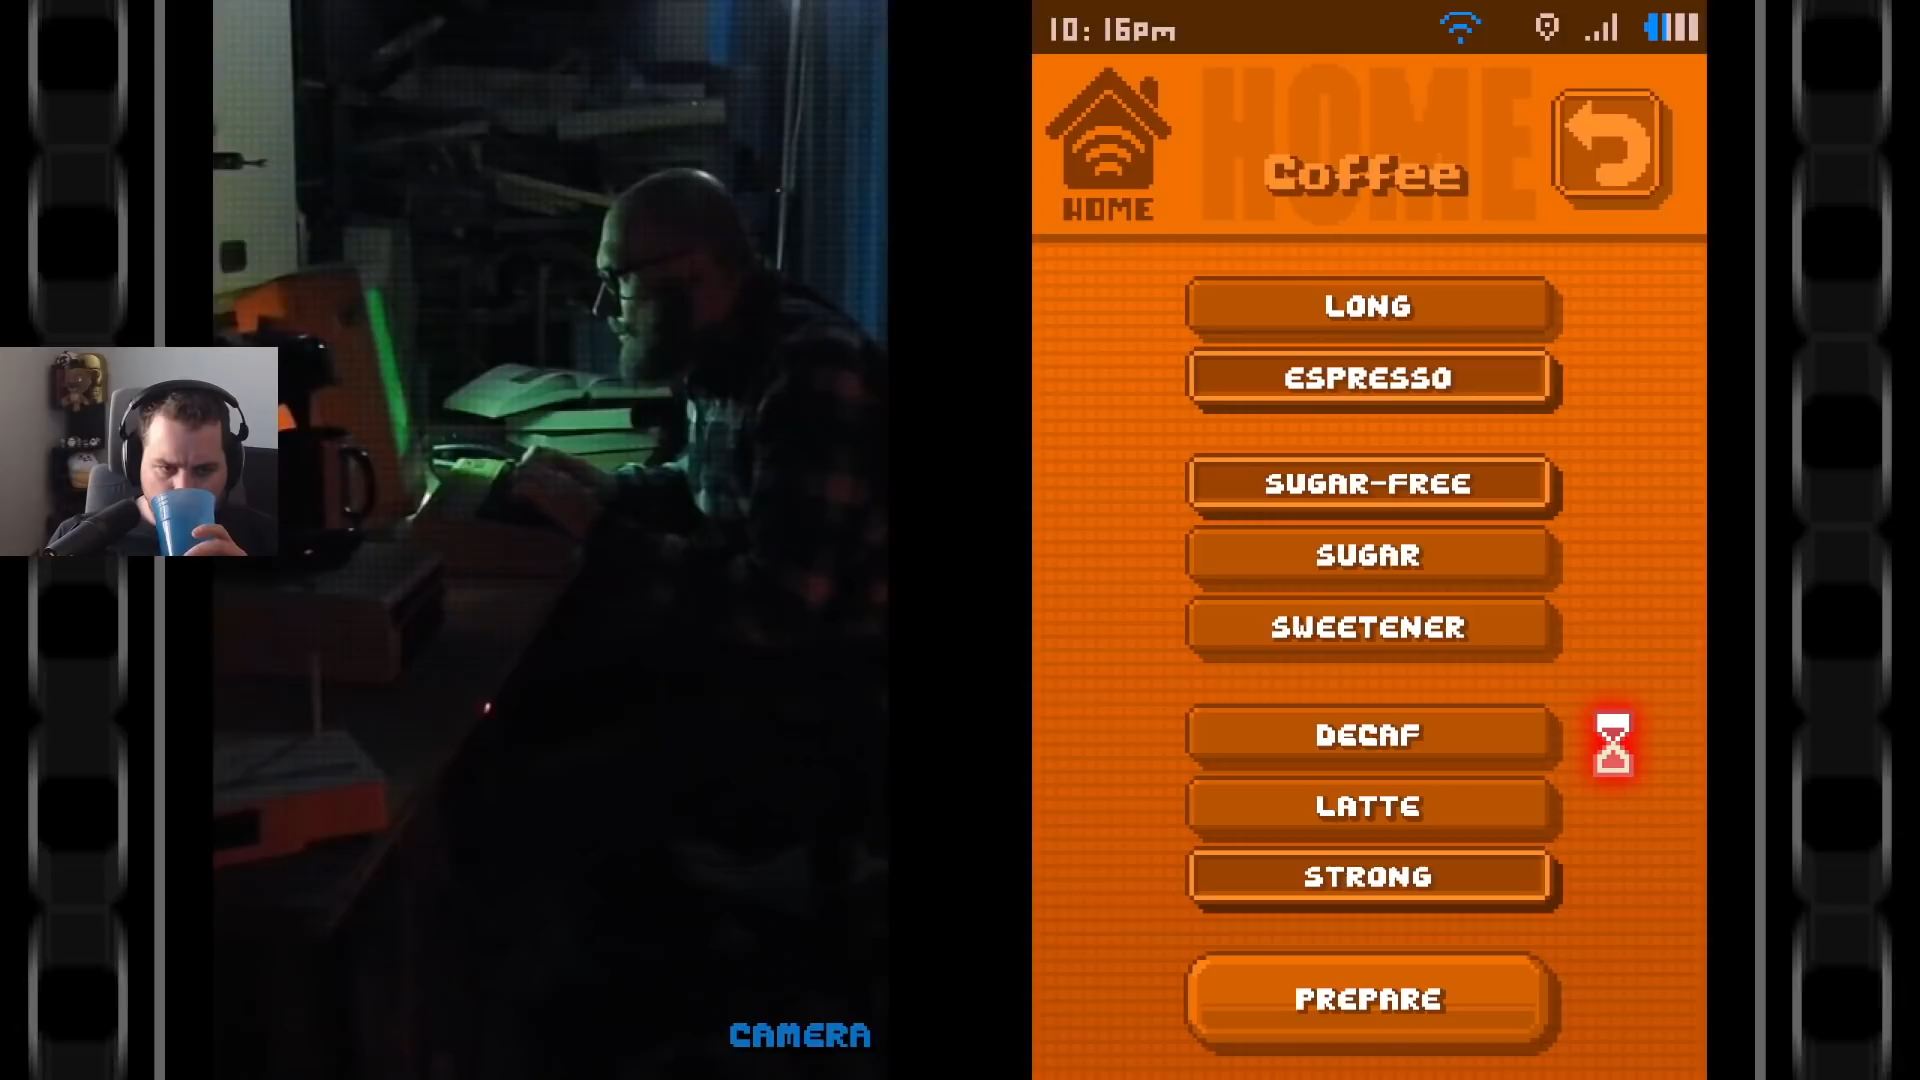 10:16pm
HOME
Coffee
HOME
LONG
ESPRESSO
SUGAR-FREE
SUGAR
SWEETENER
DECAF
LATTE
STRONG
PREPARE
CAMERA